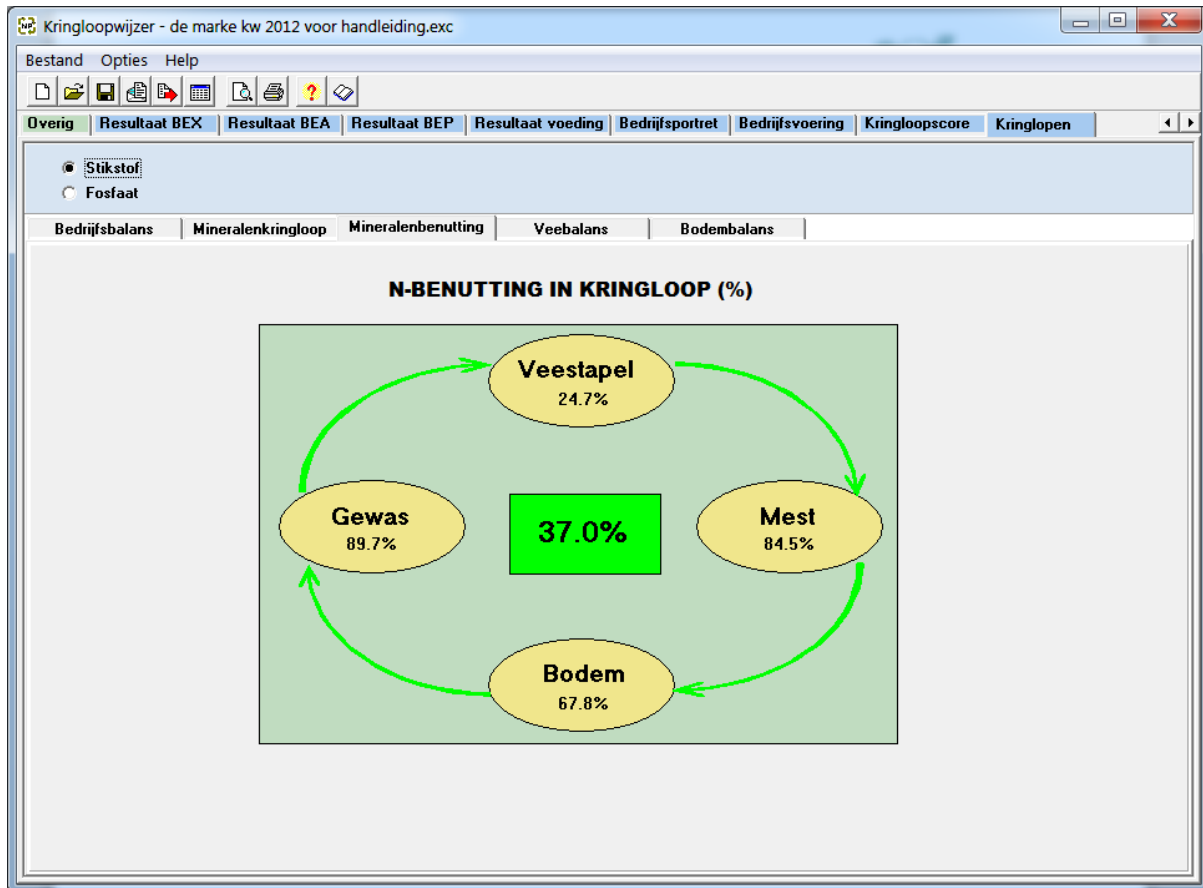 Kringloopwijzer - de marke kw 2012 voor handleiding.exc
Bestand Opties Help
Overig Resultaat BEX Resultaat BEA Resultaat BEP Resultaat voeding Bedrijfsportret Bedrijfsvoering Kringloopscore Kringlopen
Stikstof
Fosfaat
Bedrijfsbalans Mineralenkringloop Mineralenbenutting Veebalans Bodembalans
N-BENUTTING IN KRINGLOOP (%)
Veestapel
24.7%
Gewas
89.7%
37.0%
Mest
84.5%
Bodem
67.8%